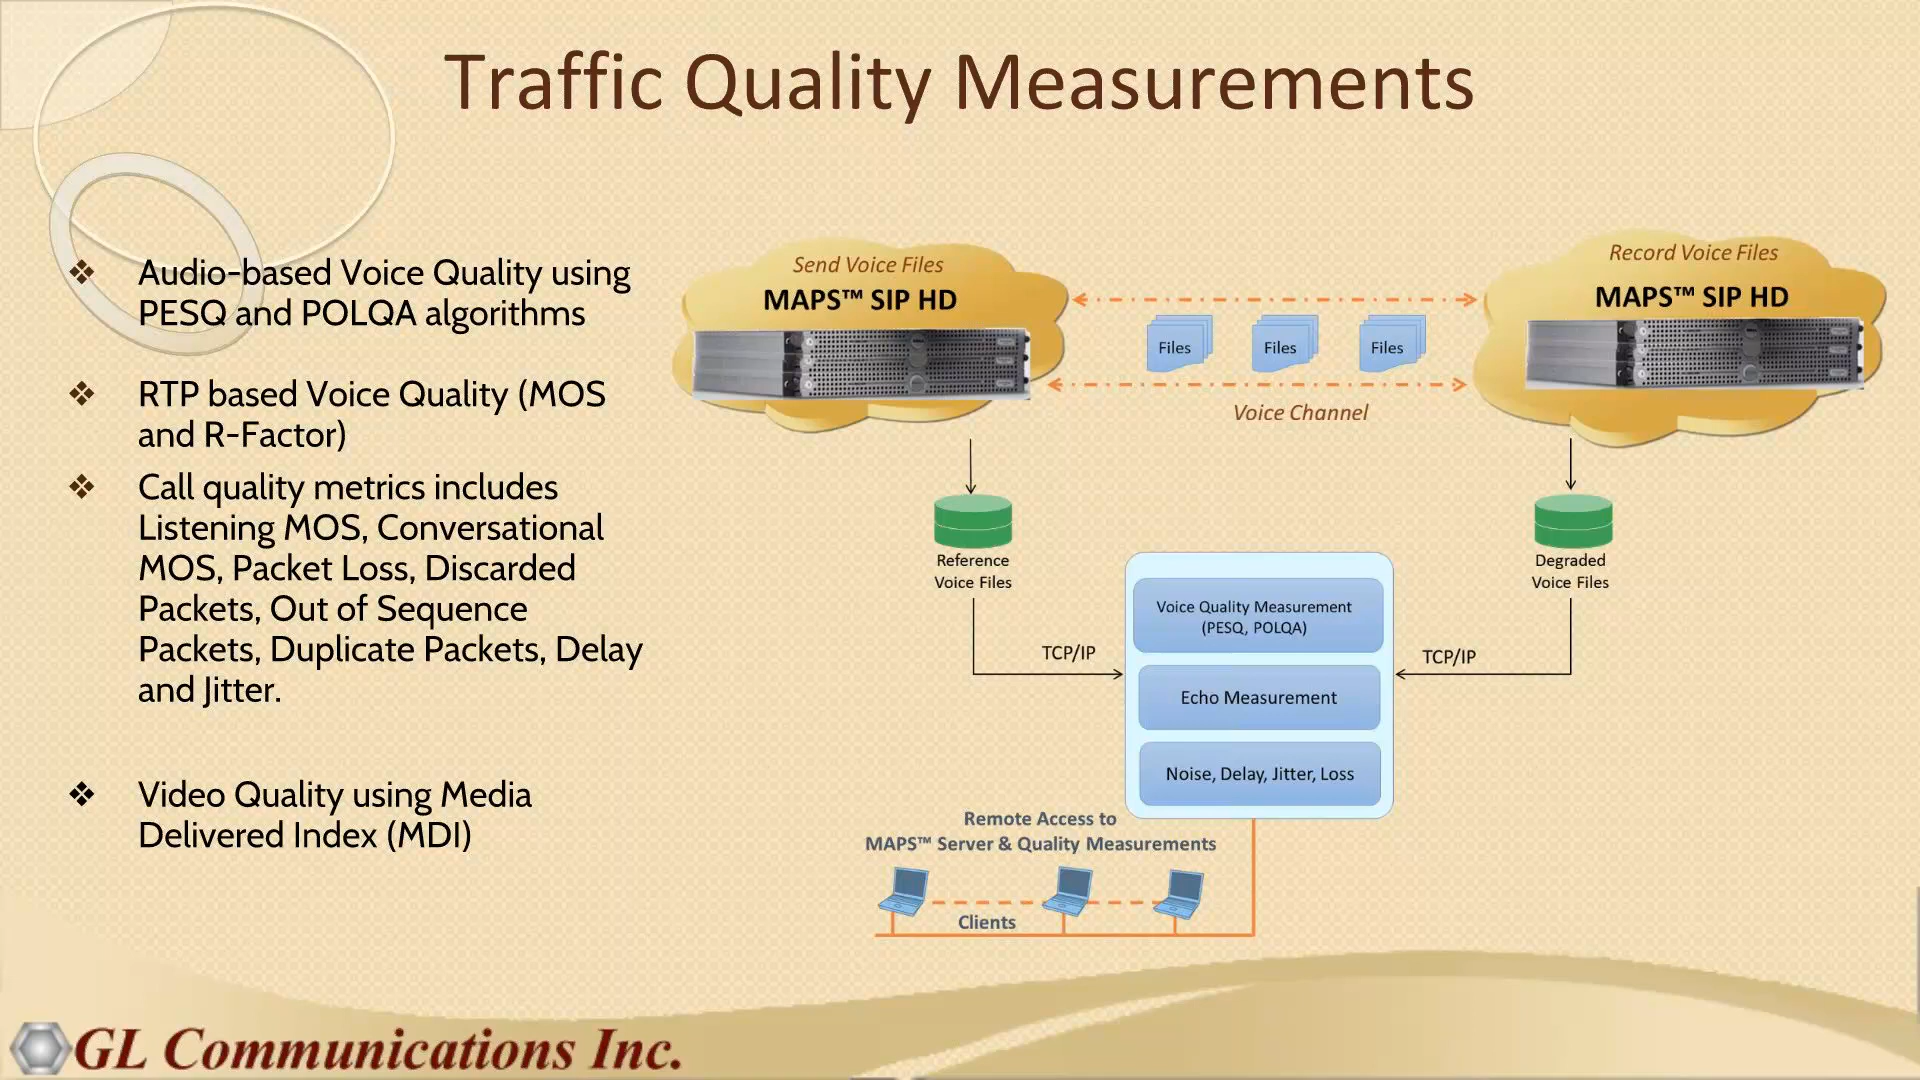 Traffic Quality Measurements
❖ Audio-based Voice Quality using
PESQ and POLQA algorithms
❖ RTP based Voice Quality (MOS
and R-Factor)
❖ Call quality metrics includes
Listening MOS, Conversational
MOS, Packet Loss, Discarded
Packets, Out of Sequence
Packets, Duplicate Packets, Delay
and Jitter.
❖ Video Quality using Media
Delivered Index (MDI)
Send Voice Files
MAPS™ SIP HD
Record Voice Files
MAPS™ SIP HD
Files
Files
Files
Voice Channel
Reference
Voice Files
Degraded
Voice Files
Voice Quality Measurement
(PESQ, POLQA)
TCP/IP
TCP/IP
Echo Measurement
Noise, Delay, Jitter, Loss
Remote Access to
MAPS™ Server & Quality Measurements
Clients
GL Communications Inc.